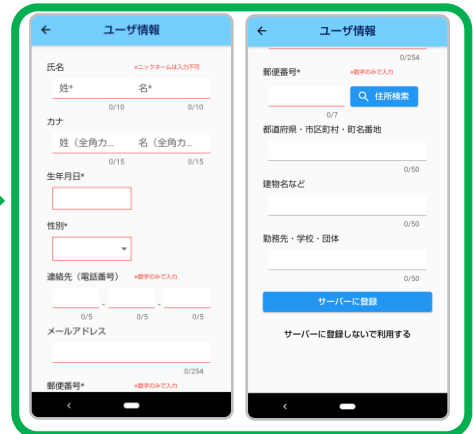 ← ユーザ情報
氏名 *ニックネームは入力不可
姓* 名*
0/10 0/10
カナ
姓（全角カ... 名（全角カ...
0/15 0/15
生年月日*
性別*
連絡先（電話番号） *数字のみで入力
- -
0/5 0/5 0/5
メールアドレス
0/254
郵便番号* *数字のみで入力
← ユーザ情報
0/254
郵便番号* *数字のみで入力
住所検索
0/7
都道府県・市区町村・町名番地
0/50
建物名など
0/50
勤務先・学校・団体
0/50
サーバーに登録
サーバーに登録しないで利用する